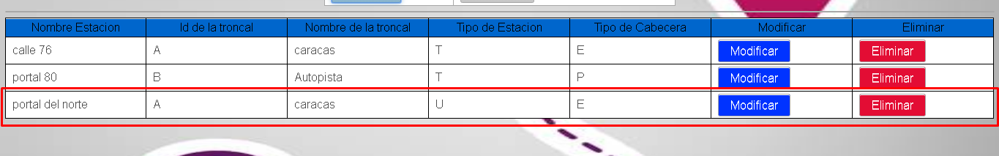 Nombre Estacion Id de la troncal Nombre de la troncal Tipo de Estacion Tipo de Cabecera Modificar Eliminar
calle 76 A caracas T E Modificar Eliminar
portal 80 B Autopista T P Modificar Eliminar
portal del norte A caracas U E Modificar Eliminar